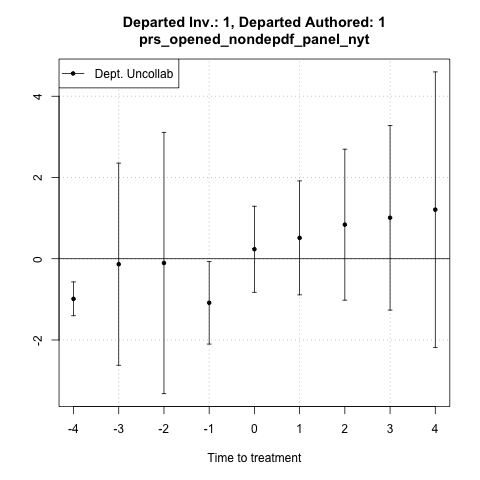 Departed Inv.: 1, Departed Authored: 1
prs_opened_nondepdf_panel_nyt
Dept. Uncollab
4
2
0
-2
-4 -3 -2 -1 0 1 2 3 4
Time to treatment